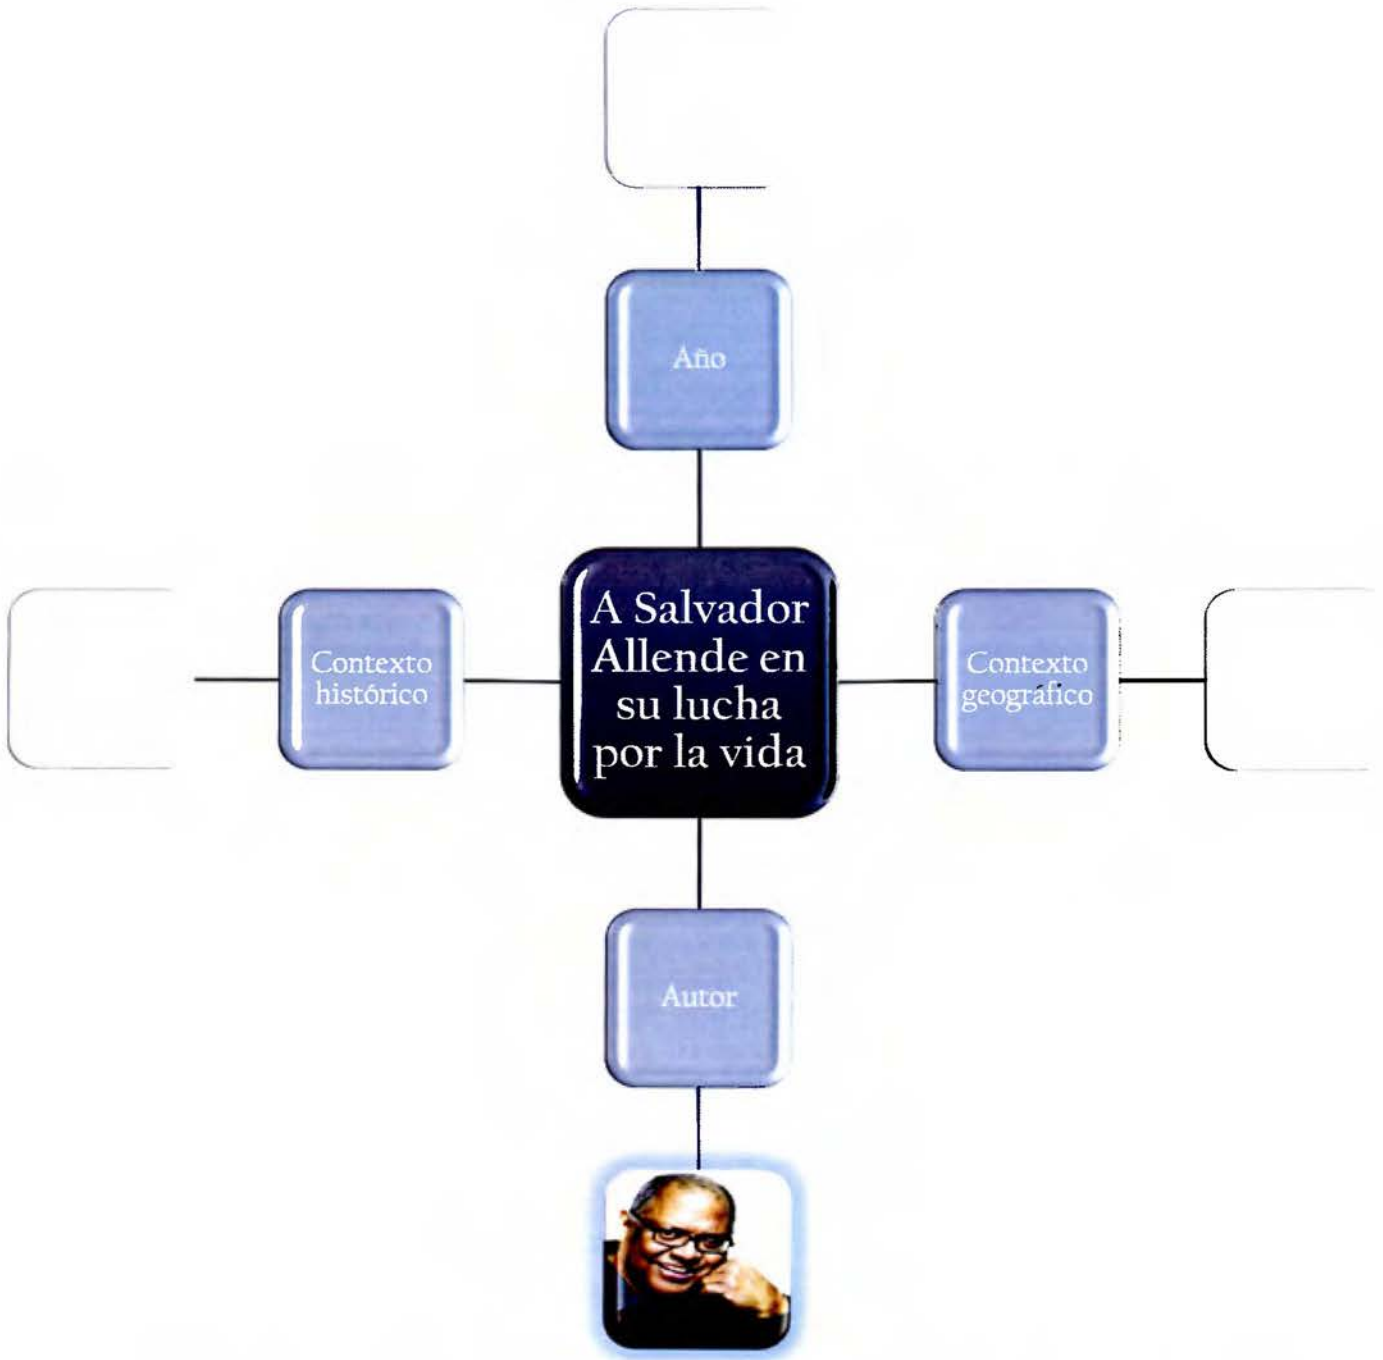 Año
Contexto
histórico
A Salvador
Allende en
su lucha
por la vida
Contexto
geográfico
Autor